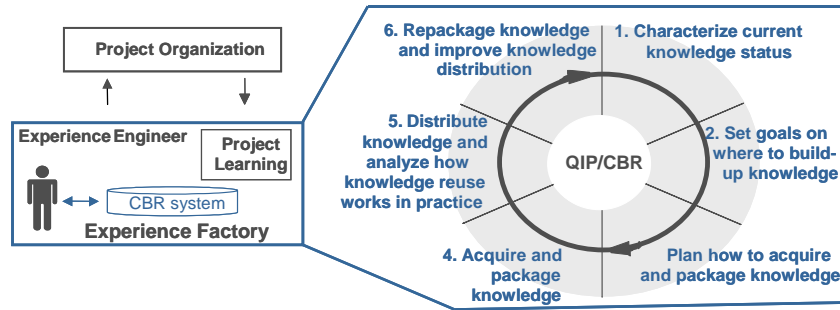 Project Organization
Experience Engineer
Project
Learning
CBR system
Experience Factory
6. Repackage knowledge
and improve knowledge
distribution
1. Characterize current
knowledge status
5. Distribute
knowledge and
analyze how
knowledge reuse
works in practice
QIP/CBR
2. Set goals on
where to build-
up knowledge
4. Acquire and
package
knowledge
Plan how to acquire
and package knowledge